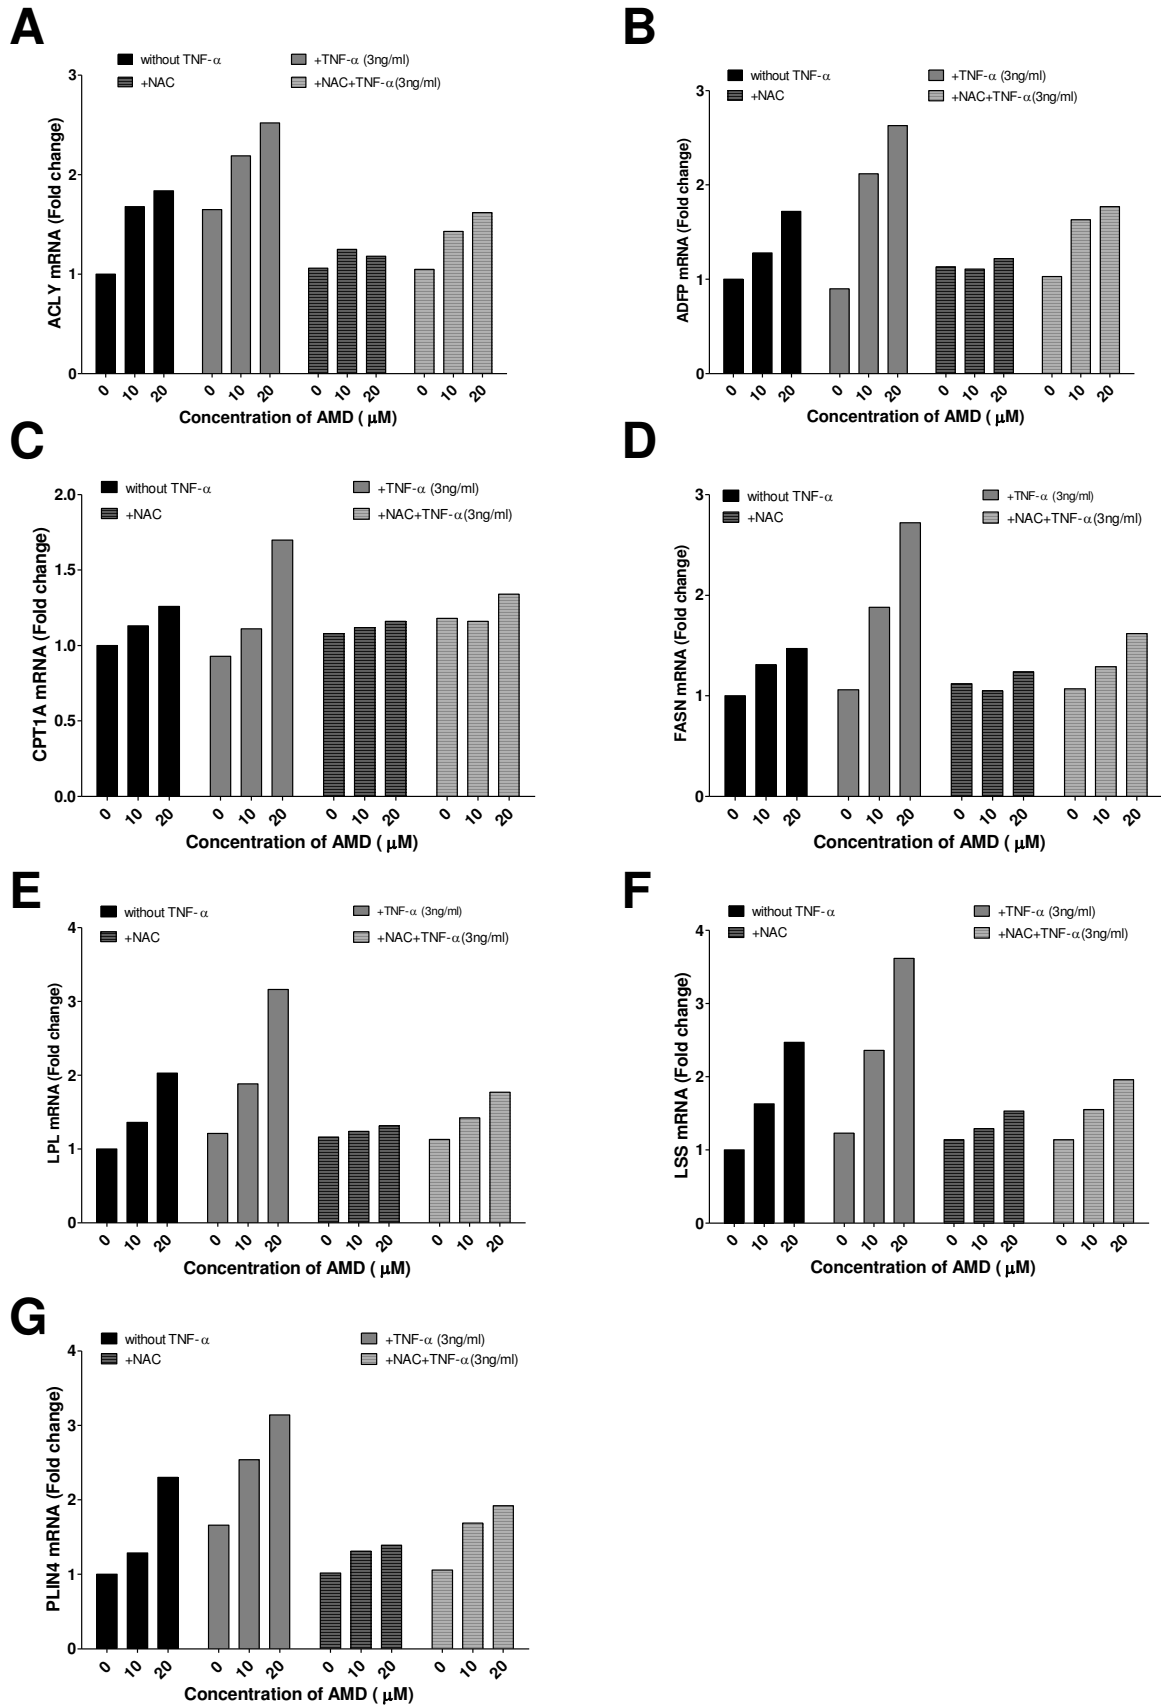 A
without TNF-α
+TNF-α (3ng/ml)
+NAC
+NAC+TNF-α(3ng/ml)
ACLY mRNA (Fold change)
3
2
1
0
0 10 20 0 10 20 0 10 20 0 10 20
Concentration of AMD ( μM)
B
without TNF-α
+TNF-α (3ng/ml)
+NAC
+NAC+TNF-α(3ng/ml)
ADFP mRNA (Fold change)
3
2
1
0
0 10 20 0 10 20 0 10 20 0 10 20
Concentration of AMD ( μM)
C
without TNF-α
+TNF-α (3ng/ml)
+NAC
+NAC+TNF-α(3ng/ml)
CPT1A mRNA (Fold change)
2.0
1.5
1.0
0.5
0.0
0 10 20 0 10 20 0 10 20 0 10 20
Concentration of AMD ( μM)
D
without TNF-α
+TNF-α (3ng/ml)
+NAC
+NAC+TNF-α(3ng/ml)
FASN mRNA (Fold change)
3
2
1
0
0 10 20 0 10 20 0 10 20 0 10 20
Concentration of AMD ( μM)
E
without TNF-α
+TNF-α (3ng/ml)
+NAC
+NAC+TNF-α(3ng/ml)
LPL mRNA (Fold change)
4
3
2
1
0
0 10 20 0 10 20 0 10 20 0 10 20
Concentration of AMD ( μM)
F
without TNF-α
+TNF-α (3ng/ml)
+NAC
+NAC+TNF-α(3ng/ml)
LSS mRNA (Fold change)
4
3
2
1
0
0 10 20 0 10 20 0 10 20 0 10 20
Concentration of AMD ( μM)
G
without TNF-α
+TNF-α (3ng/ml)
+NAC
+NAC+TNF-α(3ng/ml)
PLIN4 mRNA (Fold change)
4
3
2
1
0
0 10 20 0 10 20 0 10 20 0 10 20
Concentration of AMD ( μM)